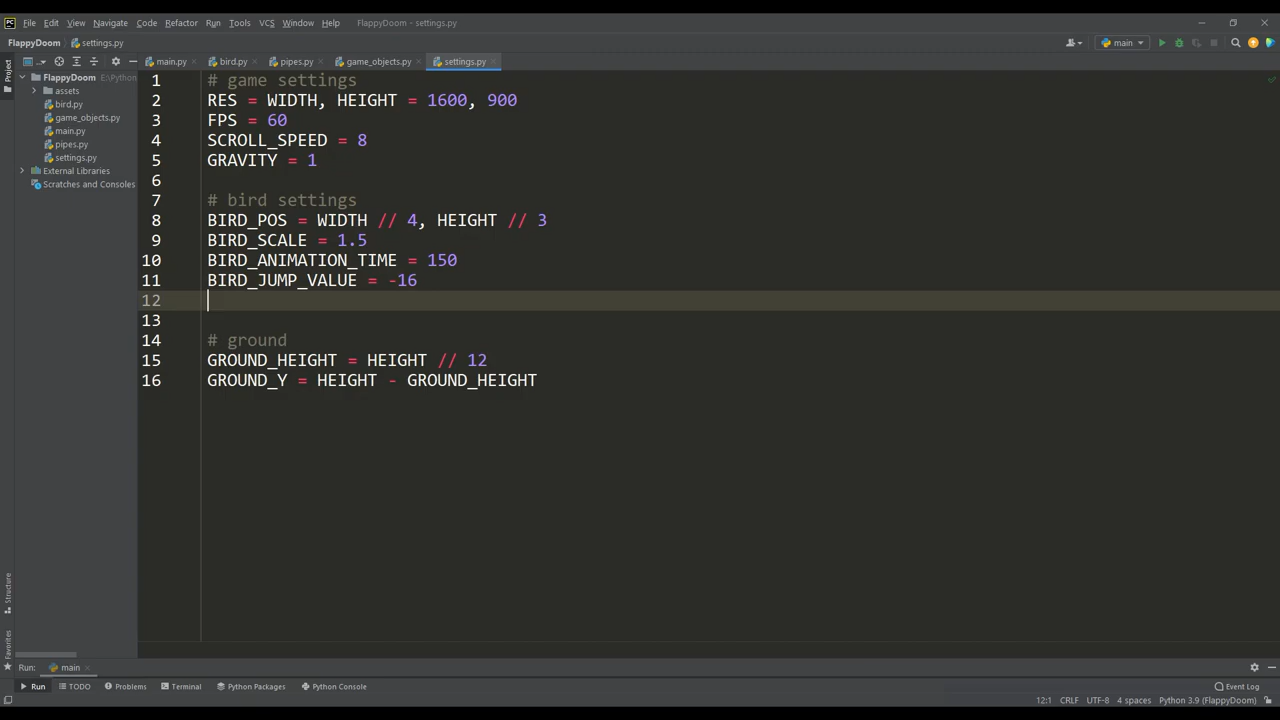 PC File Edit View Navigate Code Refactor Run Tools VCS Window Help FlappyDoom - settings.py
FlappyDoom settings.py main
Project main.py bird.py pipes.py game_objects.py settings.py
FlappyDoom E:\Python
assets
bird.py
game_objects.py
main.py
pipes.py
settings.py
External Libraries
Scratches and Consoles
1 # game settings
2 RES = WIDTH, HEIGHT = 1600, 900
3 FPS = 60
4 SCROLL_SPEED = 8
5 GRAVITY = 1
6
7 # bird settings
8 BIRD_POS = WIDTH // 4, HEIGHT // 3
9 BIRD_SCALE = 1.5
10 BIRD_ANIMATION_TIME = 150
11 BIRD_JUMP_VALUE = -16
12
13
14 # ground
15 GROUND_HEIGHT = HEIGHT // 12
16 GROUND_Y = HEIGHT - GROUND_HEIGHT
Structure
Favorites
Run: main
Run TODO Problems Terminal Python Packages Python Console Event Log
12:1 CRLF UTF-8 4 spaces Python 3.9 (FlappyDoom)